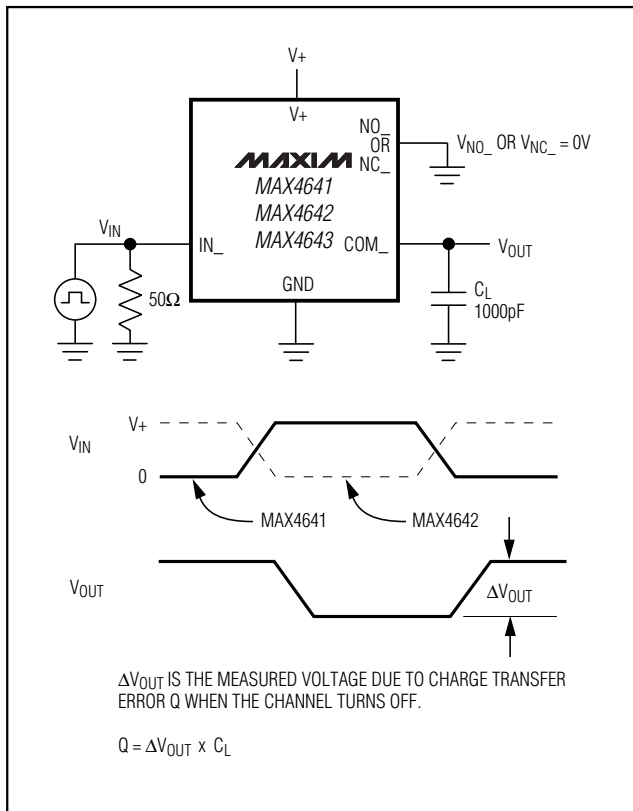 V+
V+
NO_
OR
NC_
V_NO_ OR V_NC_ = 0V
MAXIM
MAX4641
MAX4642
MAX4643
V_IN
IN_
COM_
V_OUT
50Ω
GND
C_L
1000pF
V_IN
V+
0
MAX4641
MAX4642
V_OUT
ΔV_OUT
ΔV_OUT IS THE MEASURED VOLTAGE DUE TO CHARGE TRANSFER
ERROR Q WHEN THE CHANNEL TURNS OFF.
Q = ΔV_OUT x C_L